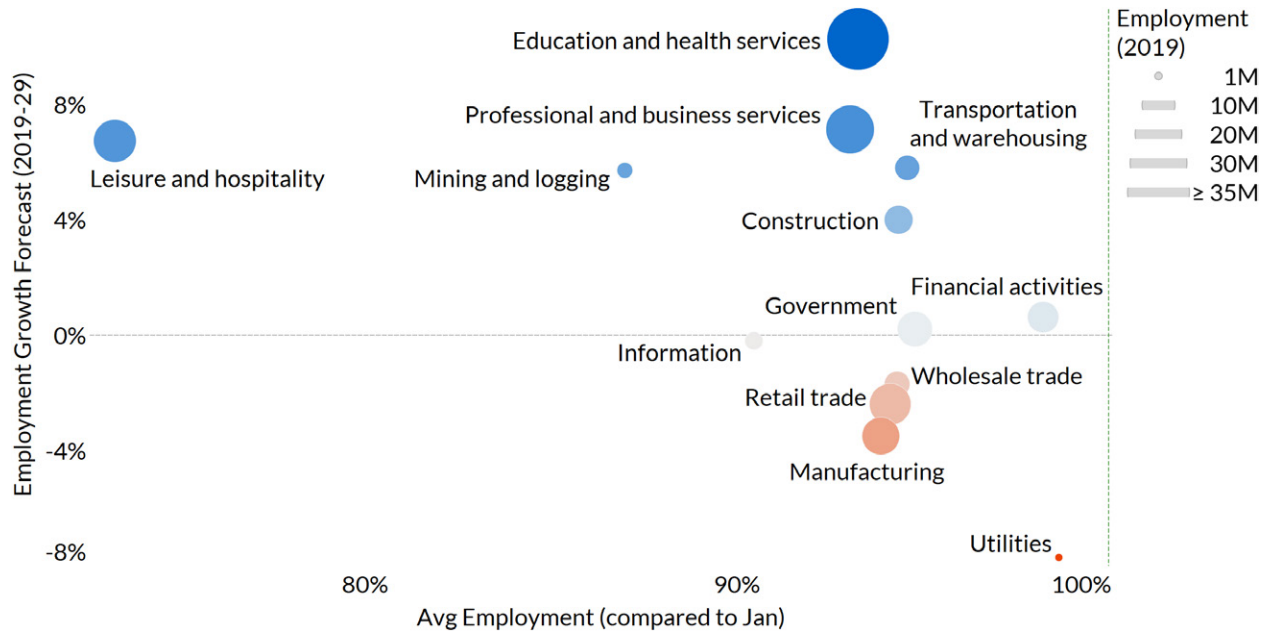 Employment
(2019)
1M
10M
20M
30M
≥ 35M
Employment Growth Forecast (2019-29)
8%
4%
0%
-4%
-8%
Education and health services
Professional and business services
Transportation
and warehousing
Leisure and hospitality
Mining and logging
Construction
Financial activities
Government
Information
Wholesale trade
Retail trade
Manufacturing
Utilities
80%
90%
100%
Avg Employment (compared to Jan)